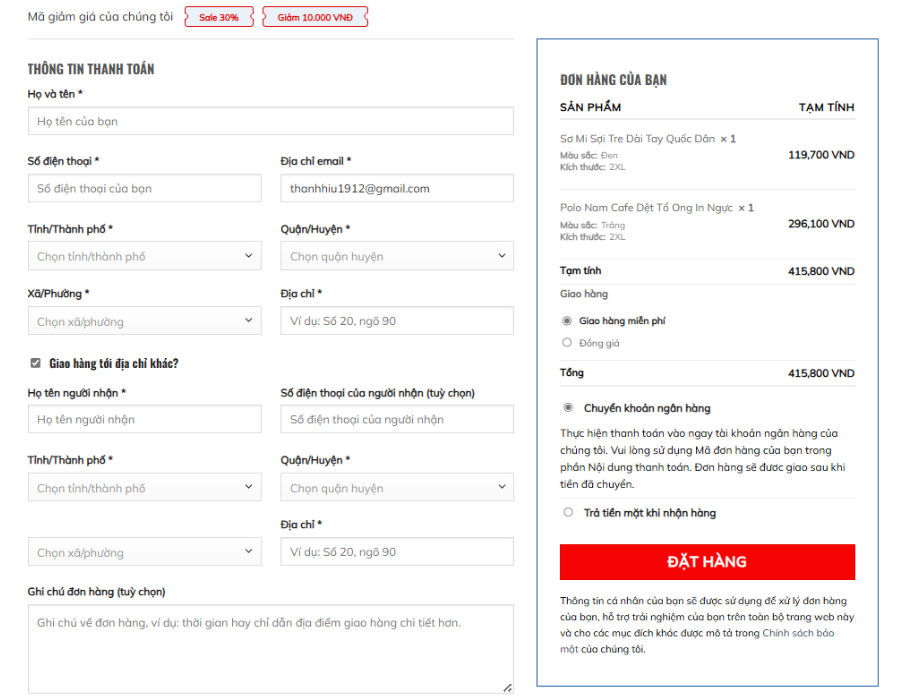 Mã giảm giá của chúng tôi
Sale 30%
Giảm 10.000 VNĐ
THÔNG TIN THANH TOÁN
Họ và tên *
Họ tên của bạn
Số điện thoại *
Địa chỉ email *
Số điện thoại của bạn
thanhhiu1912@gmail.com
Tỉnh/Thành phố *
Quận/Huyện *
Chọn tỉnh/thành phố
Chọn quận huyện
Xã/Phường *
Địa chỉ *
Chọn xã/phường
Ví dụ: Số 20, ngõ 90
Giao hàng tới địa chỉ khác?
Họ tên người nhận *
Số điện thoại của người nhận (tuỳ chọn)
Họ tên người nhận
Số điện thoại của người nhận
Tỉnh/Thành phố *
Quận/Huyện *
Chọn tỉnh/thành phố
Chọn quận huyện
Địa chỉ *
Chọn xã/phường
Ví dụ: Số 20, ngõ 90
Ghi chú đơn hàng (tuỳ chọn)
Ghi chú về đơn hàng, ví dụ: thời gian hay chỉ dẫn địa điểm giao hàng chi tiết hơn.
ĐƠN HÀNG CỦA BẠN
SẢN PHẨM TẠM TÍNH
Sơ Mi Sợi Tre Dài Tay Quốc Dân × 1
119,700 VND
Màu sắc: Đen
Kích thước: 2XL
Polo Nam Cafe Dệt Tổ Ong In Ngực × 1
296,100 VND
Màu sắc: Trắng
Kích thước: 2XL
Tạm tính 415,800 VND
Giao hàng
Giao hàng miễn phí
Đồng giá
Tổng 415,800 VND
Chuyển khoản ngân hàng
Thực hiện thanh toán vào ngay tài khoản ngân hàng của
chúng tôi. Vui lòng sử dụng Mã đơn hàng của bạn trong
phần Nội dung thanh toán. Đơn hàng sẽ đươc giao sau khi
tiền đã chuyển.
Trả tiền mặt khi nhận hàng
ĐẶT HÀNG
Thông tin cá nhân của bạn sẽ được sử dụng để xử lý đơn hàng
của bạn, hỗ trợ trải nghiệm của bạn trên toàn bộ trang web này
và cho các mục đích khác được mô tả trong Chính sách bảo
mật của chúng tôi.